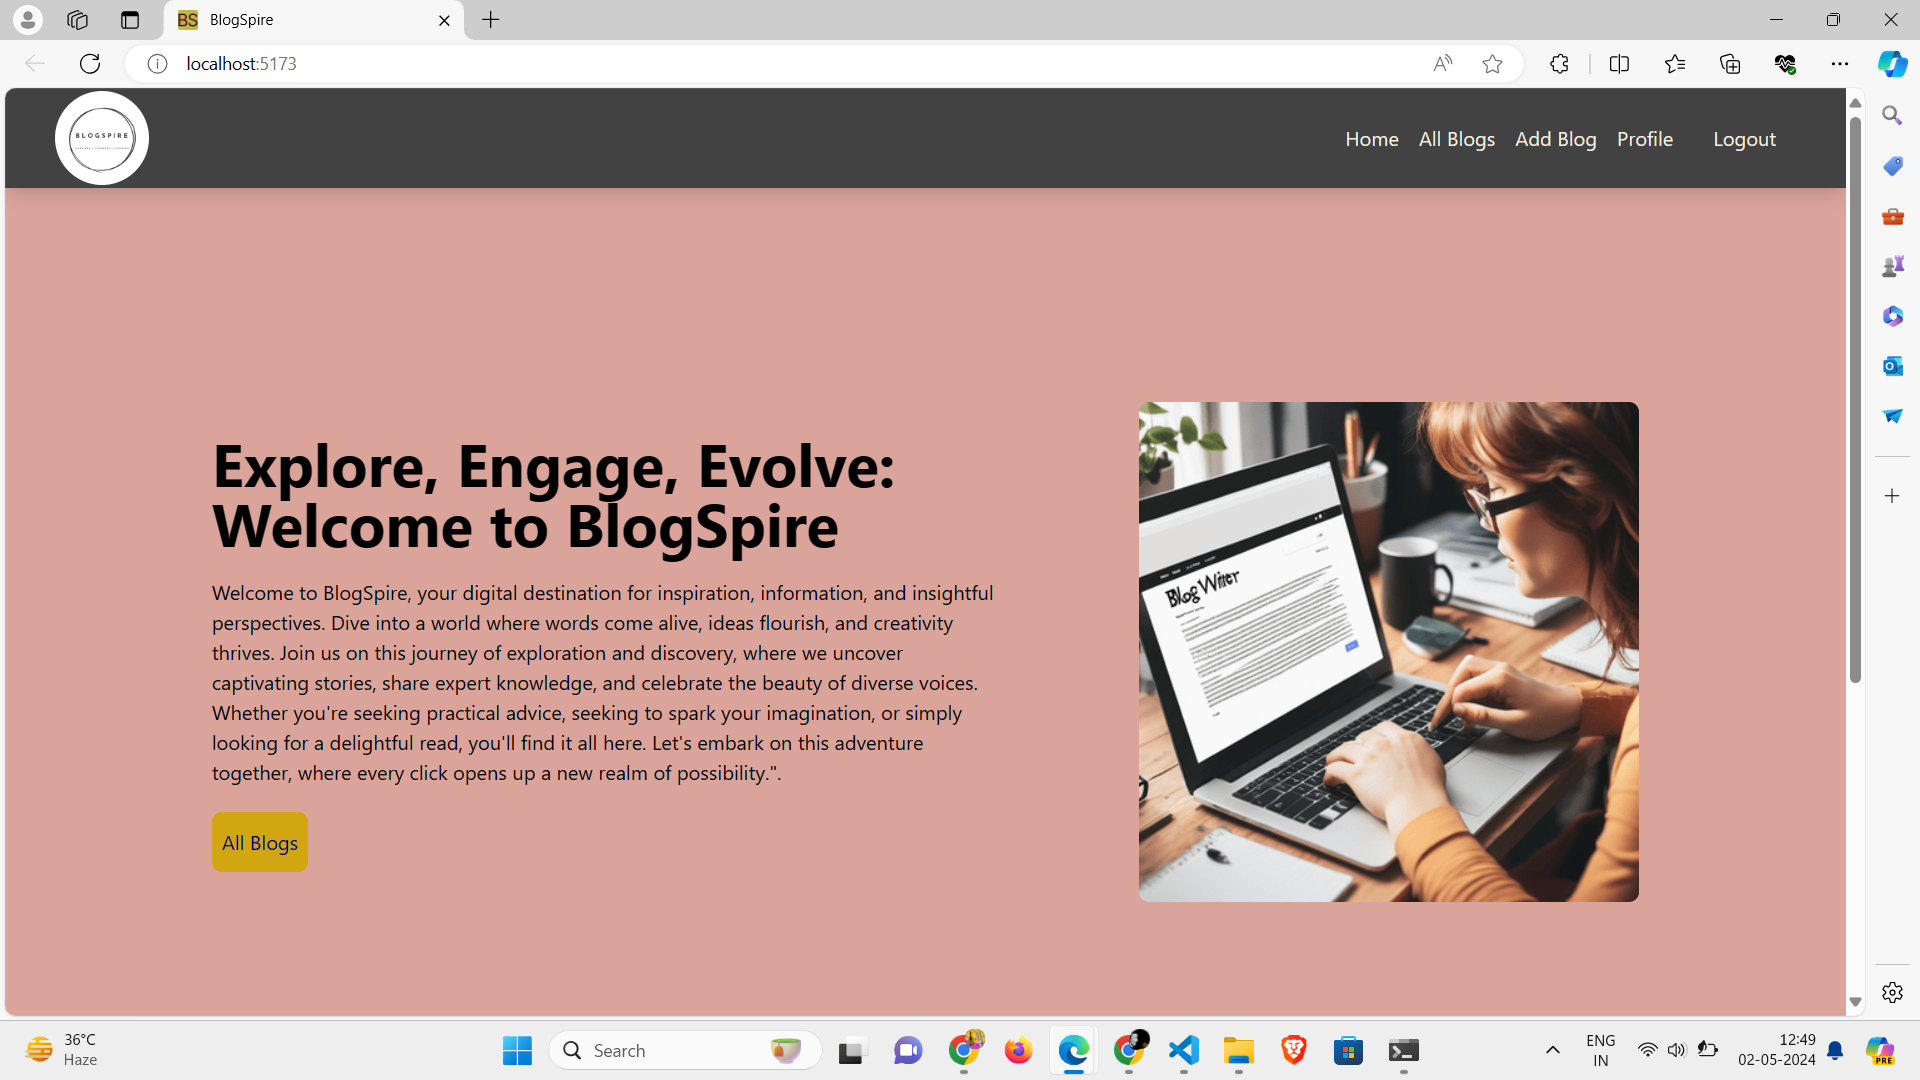 BS BlogSpire
localhost:5173
BLOGSPIRE
Home All Blogs Add Blog Profile Logout
Explore, Engage, Evolve:
Welcome to BlogSpire
Welcome to BlogSpire, your digital destination for inspiration, information, and insightful
perspectives. Dive into a world where words come alive, ideas flourish, and creativity
thrives. Join us on this journey of exploration and discovery, where we uncover
captivating stories, share expert knowledge, and celebrate the beauty of diverse voices.
Whether you're seeking practical advice, seeking to spark your imagination, or simply
looking for a delightful read, you'll find it all here. Let's embark on this adventure
together, where every click opens up a new realm of possibility.".
All Blogs
Blog Writer
36°C
Haze
Search
ENG
IN
12:49
02-05-2024
PRE